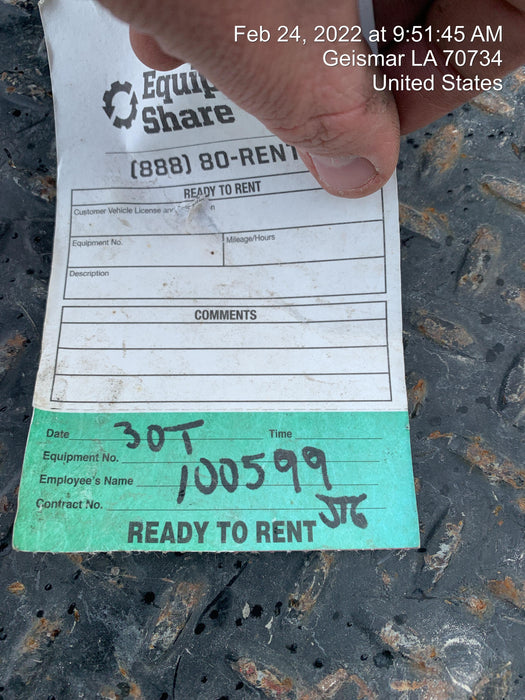 Feb 24, 2022 at 9:51:45 AM
Geismar LA 70734
United States
Share
(888) 80-RENT
READY TO RENT
Customer Vehicle License
Equipment No.
Mileage/Hours
Description
COMMENTS
Date 30T Time
Equipment No.
100599
Employee's Name
Contract No.
READY TO RENT